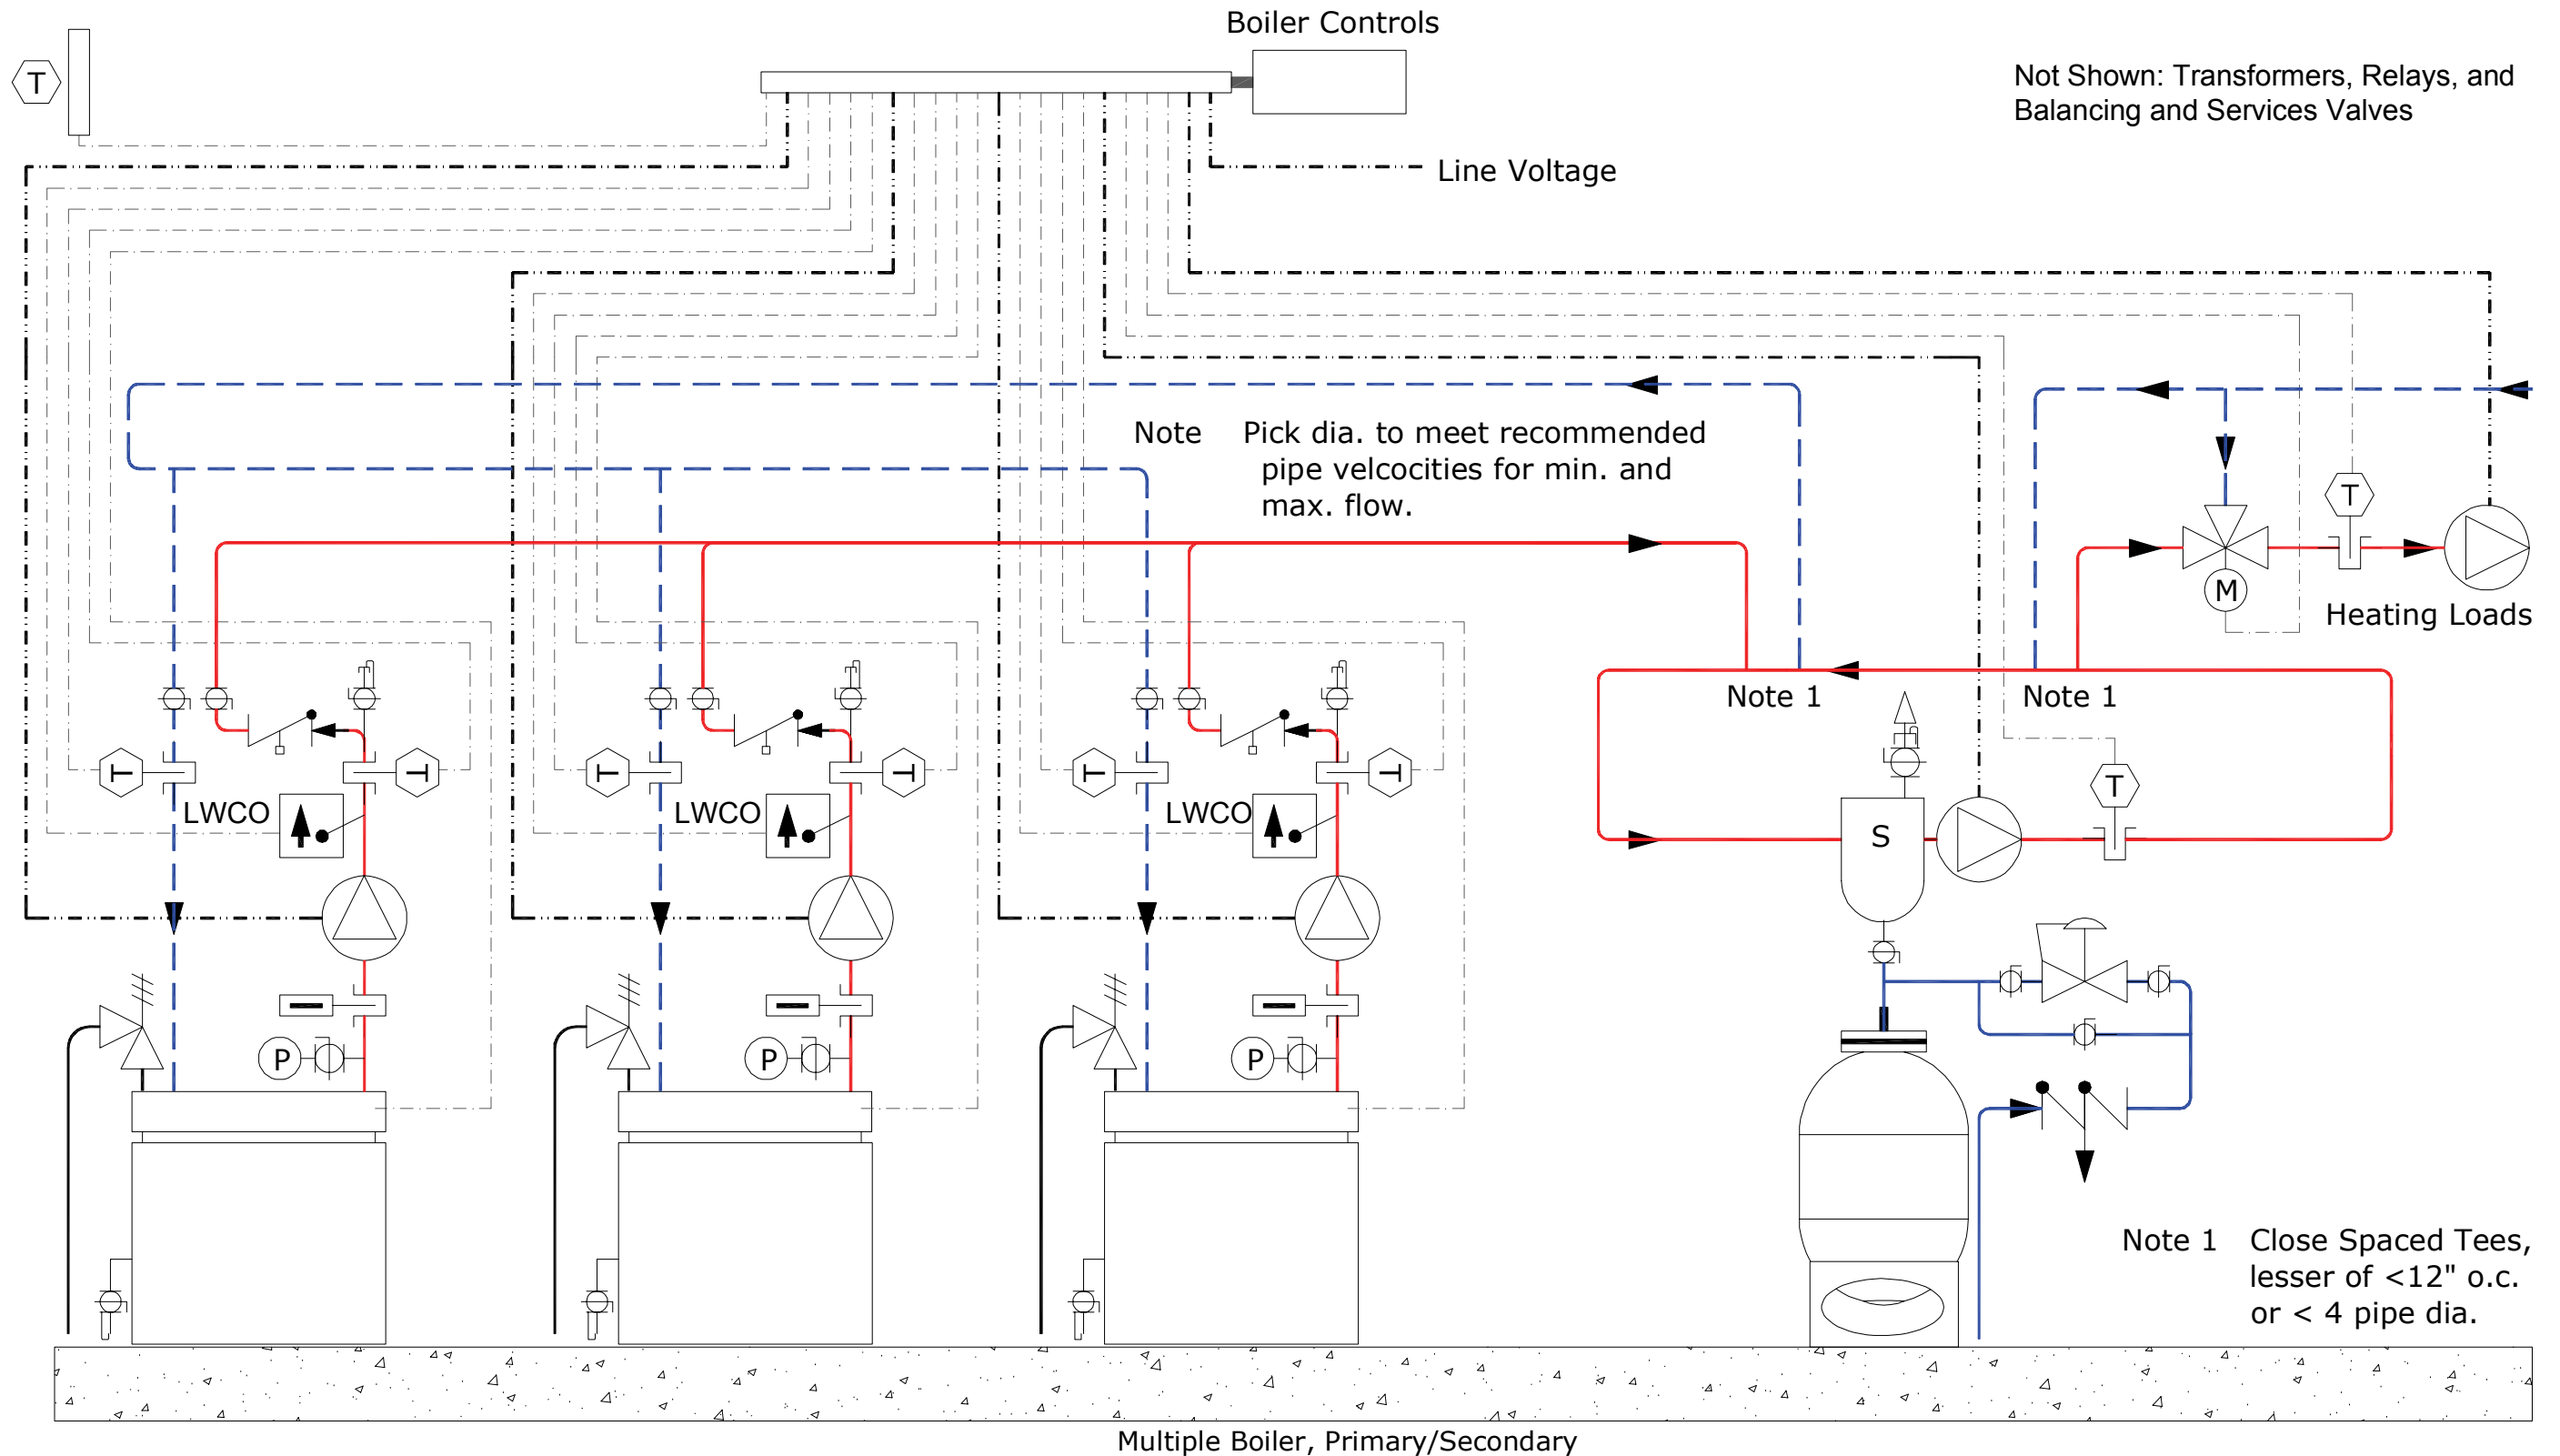 Boiler Controls
T
Not Shown: Transformers, Relays, and
Balancing and Services Valves
Line Voltage
Note Pick dia. to meet recommended
pipe velcocities for min. and
max. flow.
T
M
Heating Loads
Note 1 Note 1
T T T T T T T
LWCO LWCO LWCO
S
P P P
Note 1 Close Spaced Tees,
lesser of <12" o.c.
or < 4 pipe dia.
Multiple Boiler, Primary/Secondary